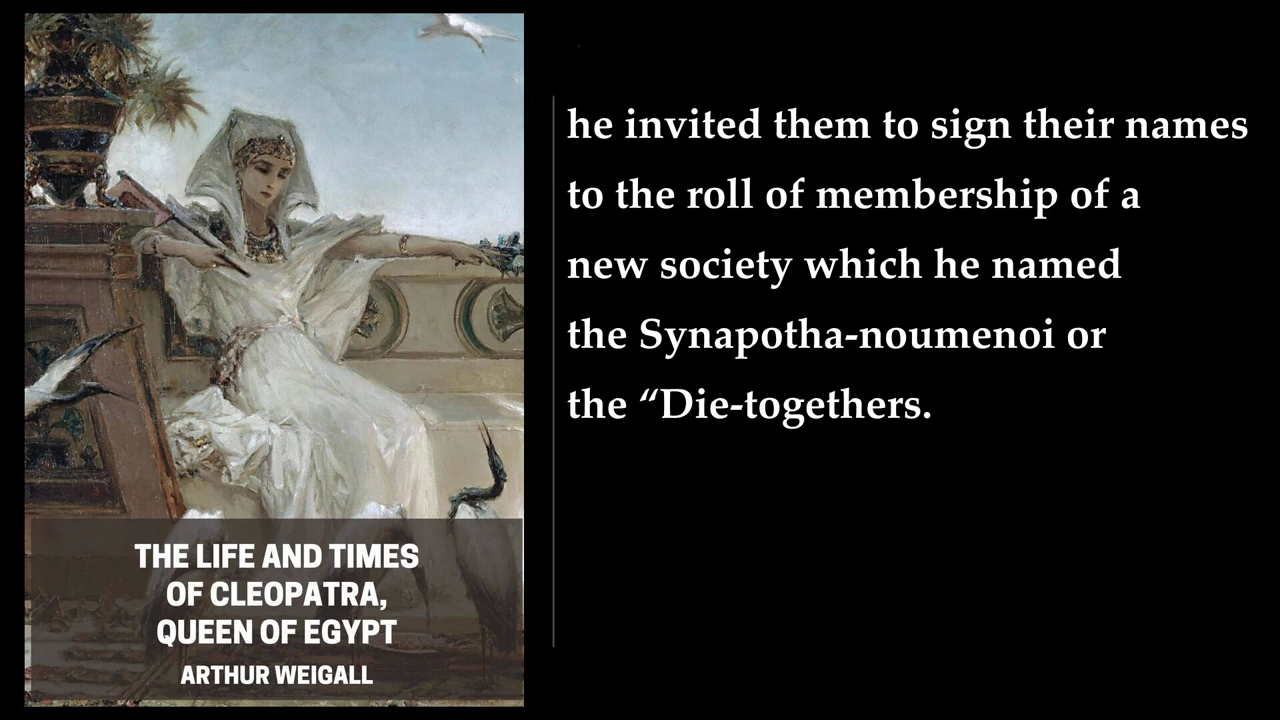 he invited them to sign their names
to the roll of membership of a
new society which he named
the Synapotha-noumenoi or
the “Die-togethers.
THE LIFE AND TIMES
OF CLEOPATRA,
QUEEN OF EGYPT
ARTHUR WEIGALL